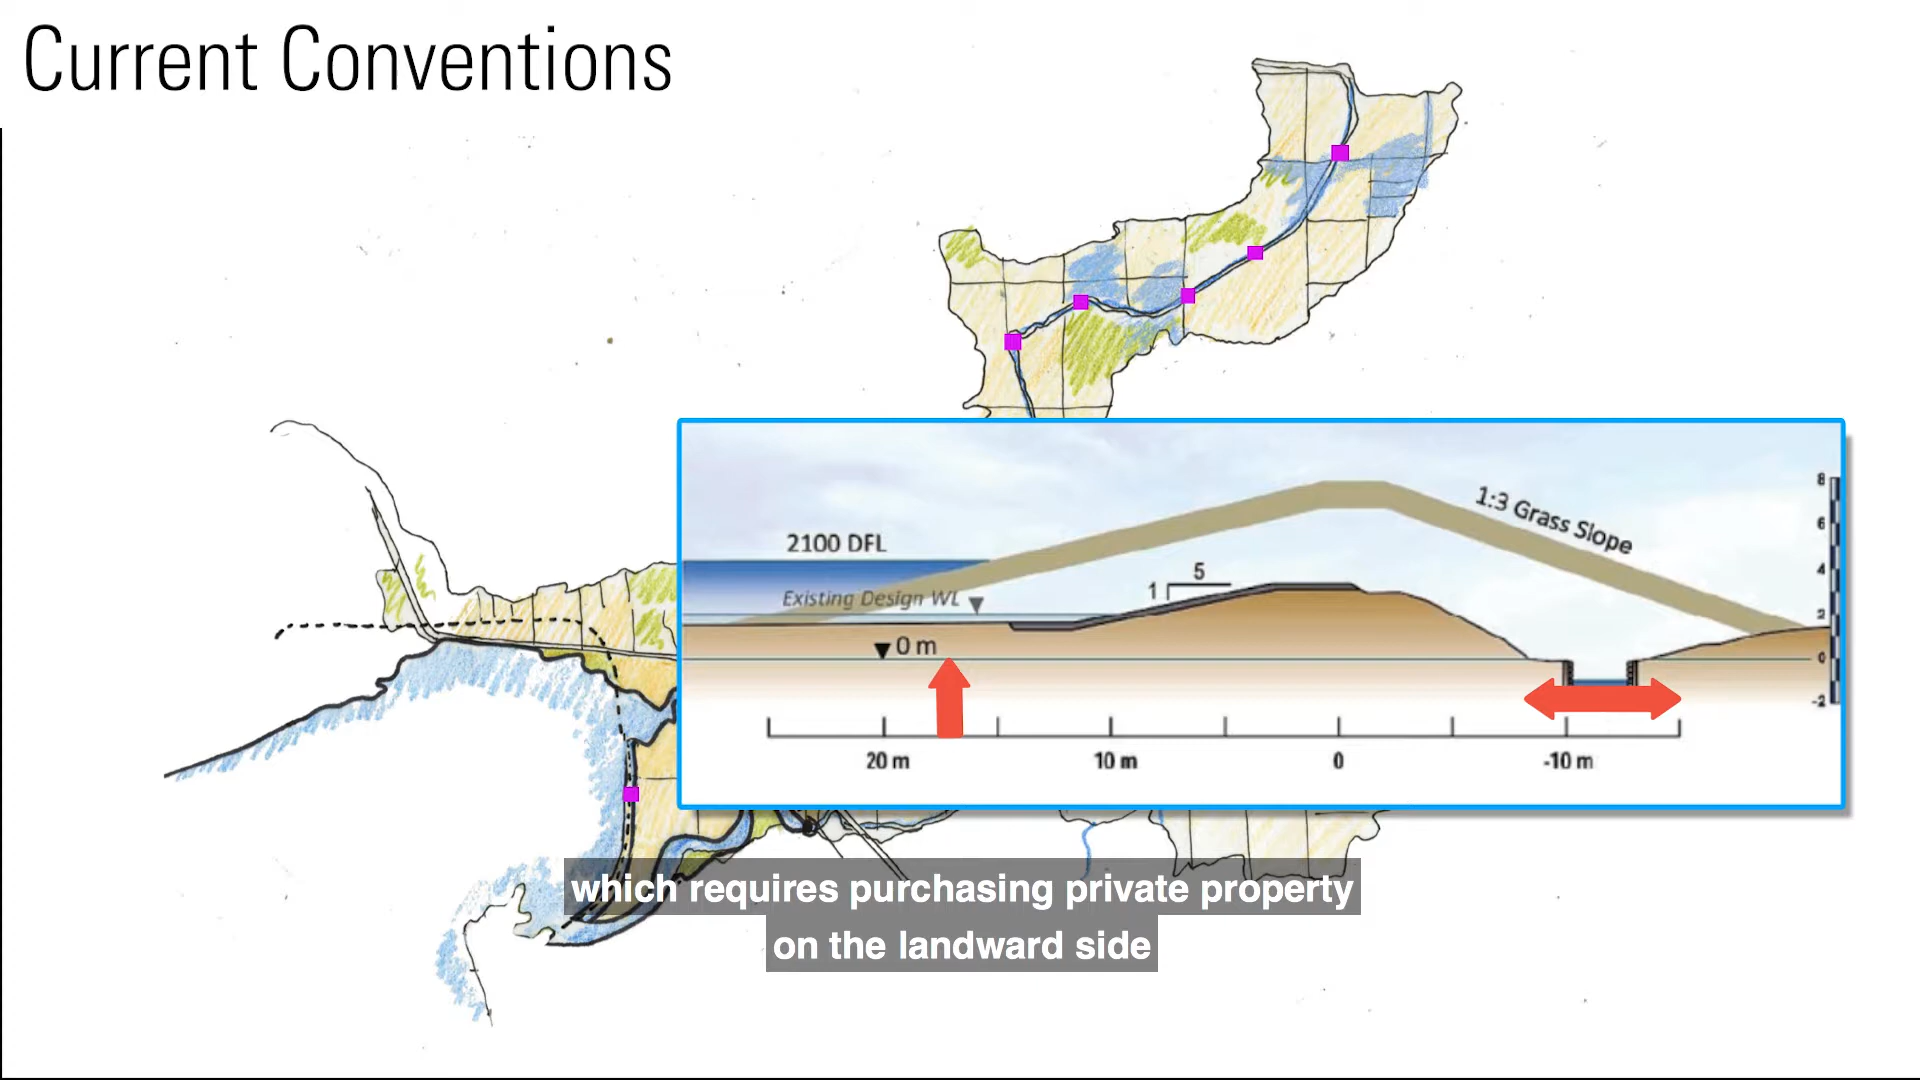 Current Conventions
1:3 Grass Slope
2100 DFL
Existing Design WL
1
5
0 m
8
6
4
2
0
-2
20 m
10 m
0
-10 m
which requires purchasing private property
on the landward side